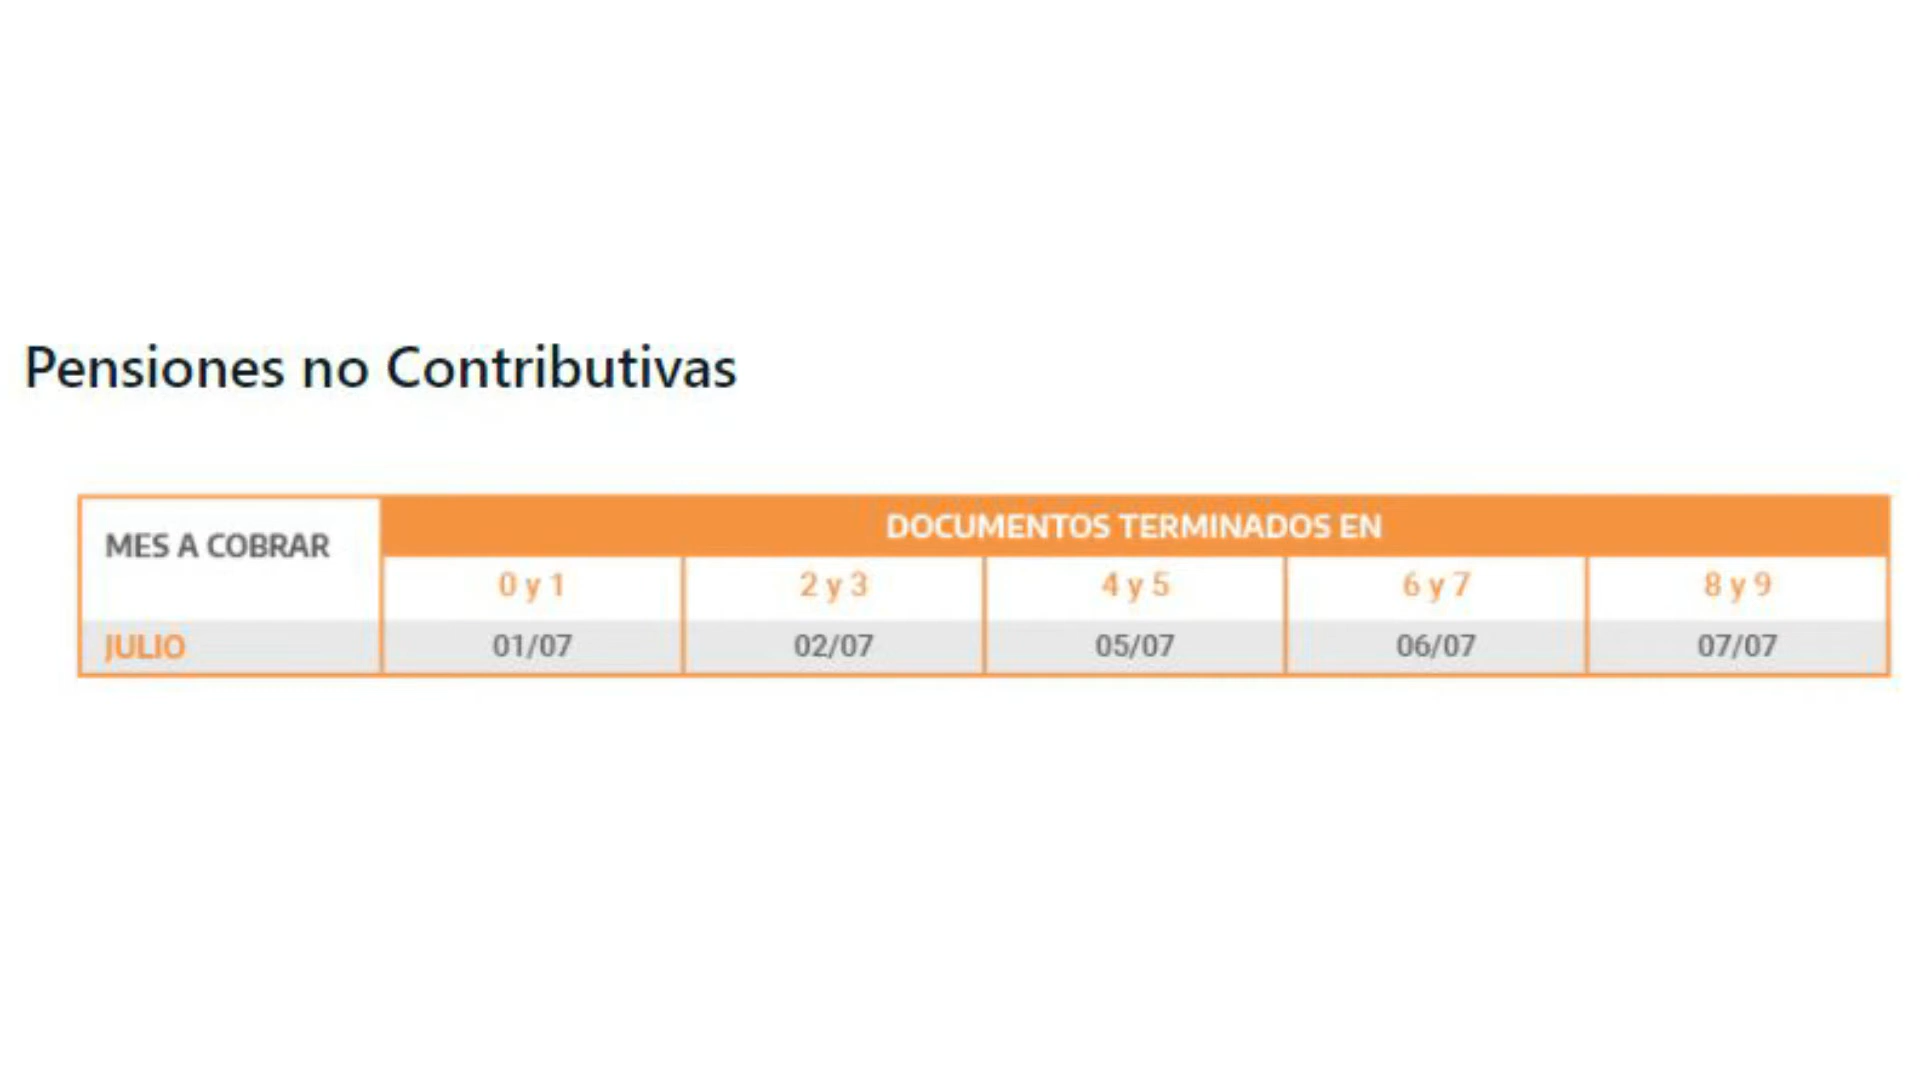 Pensiones no Contributivas
MES A COBRAR
DOCUMENTOS TERMINADOS EN
0 y 1
2 y 3
4 y 5
6 y 7
8 y 9
JULIO
01/07
02/07
05/07
06/07
07/07